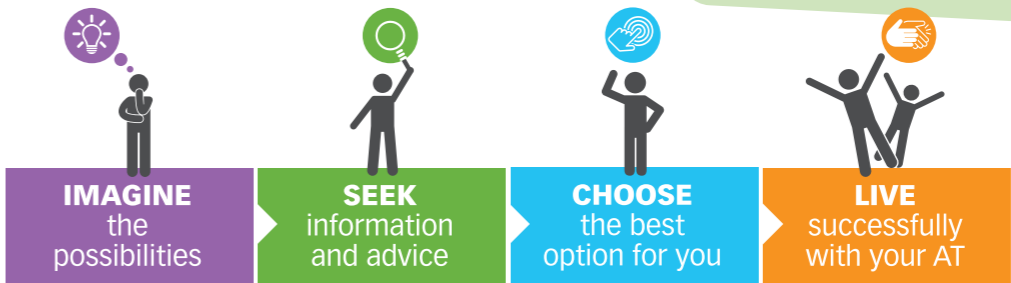 IMAGINE
the
possibilities
SEEK
information
and advice
CHOOSE
the best
option for you
LIVE
successfully
with your AT